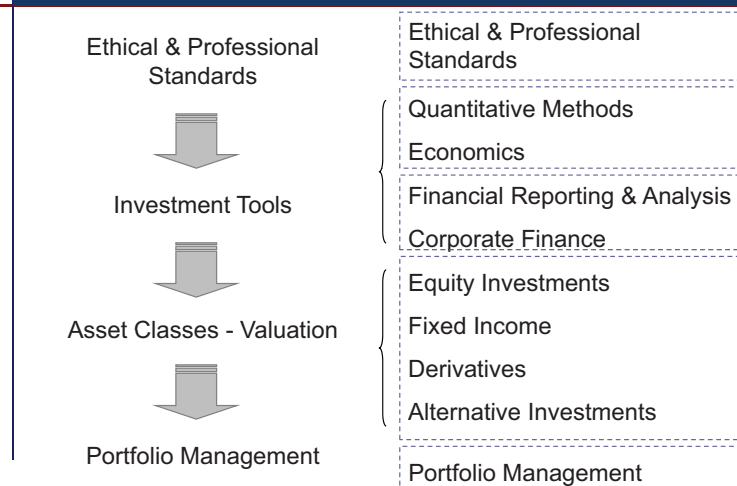 Ethical & Professional
Standards
Investment Tools
Asset Classes - Valuation
Portfolio Management
Ethical & Professional
Standards
Quantitative Methods
Economics
Financial Reporting & Analysis
Corporate Finance
Equity Investments
Fixed Income
Derivatives
Alternative Investments
Portfolio Management